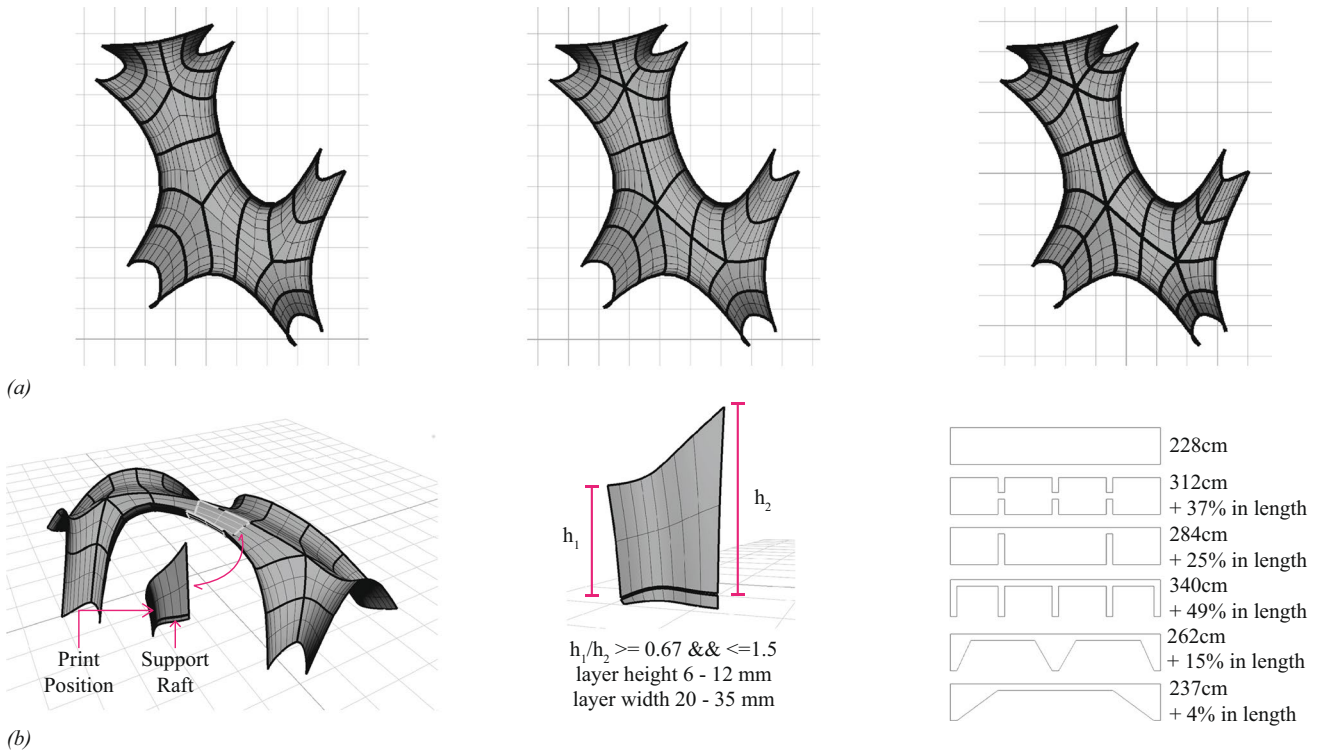 (a)
Print
Position
Support
Raft
h₁
h₂
h₁/h₂ >= 0.67 && <=1.5
layer height 6 - 12 mm
layer width 20 - 35 mm
228cm
312cm
+ 37% in length
284cm
+ 25% in length
340cm
+ 49% in length
262cm
+ 15% in length
237cm
+ 4% in length
(b)